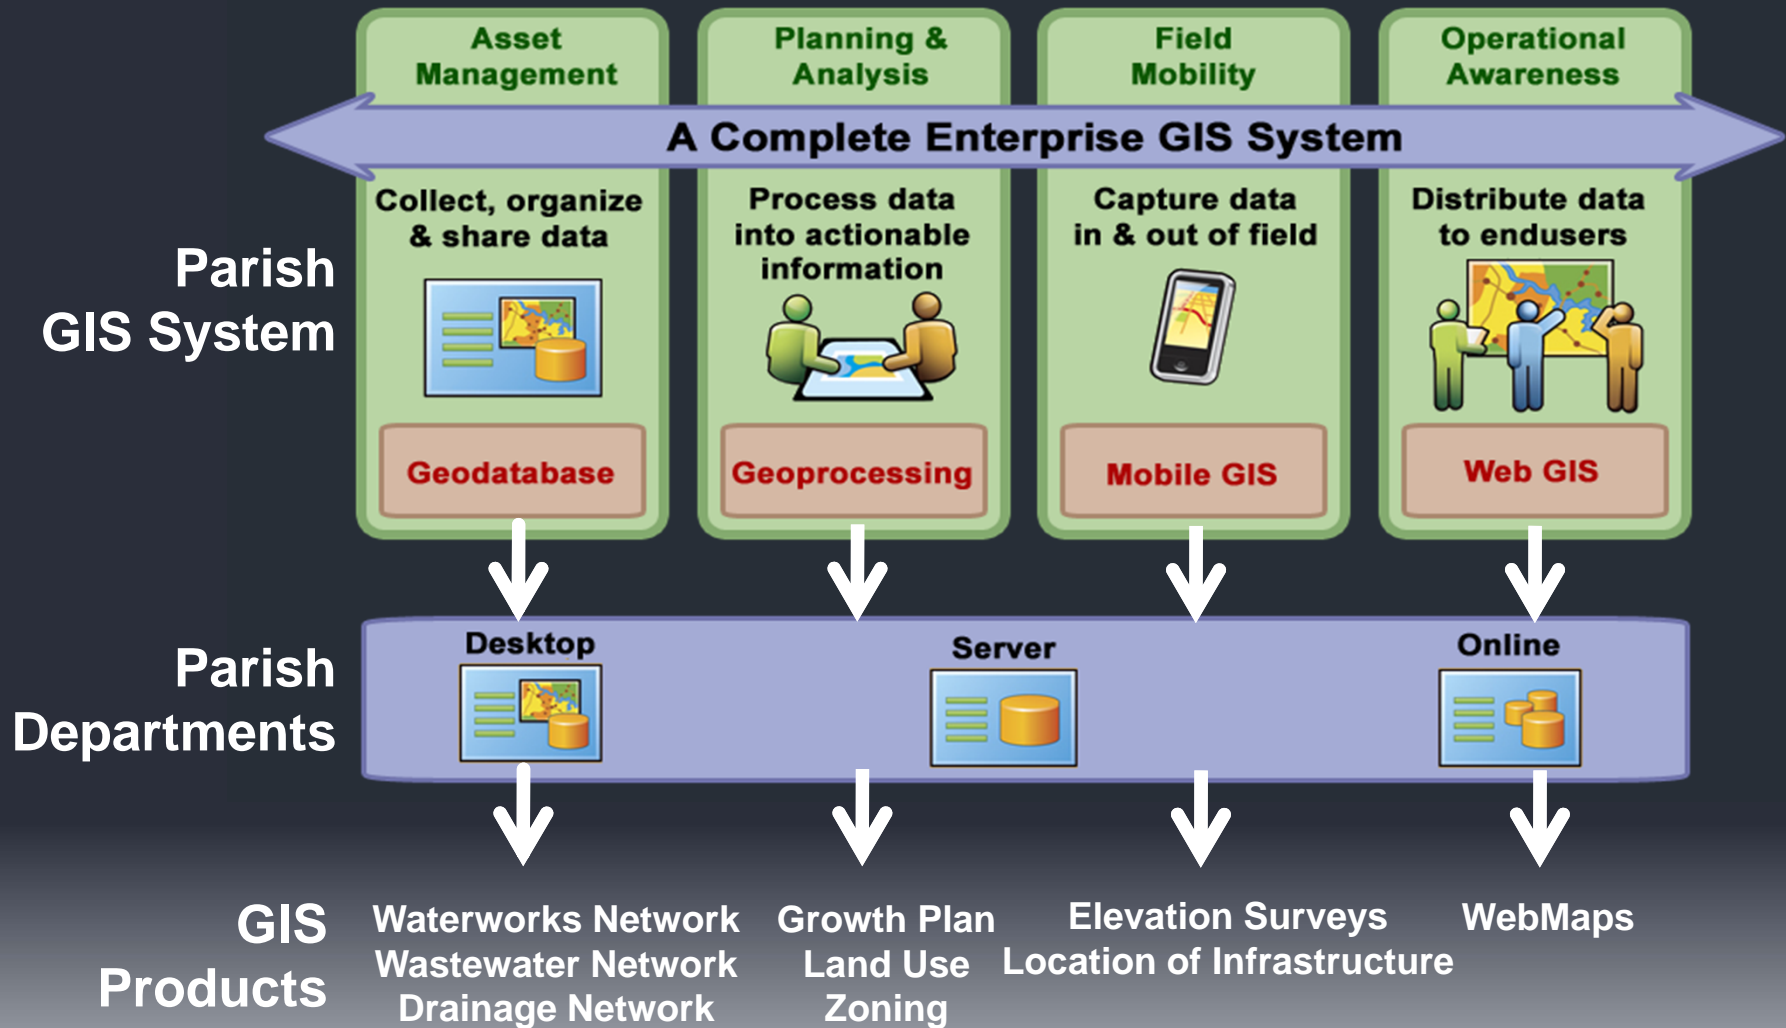 Asset
Management
Planning &
Analysis
Field
Mobility
Operational
Awareness
A Complete Enterprise GIS System
Parish
GIS System
Collect, organize
& share data
Process data
into actionable
information
Capture data
in & out of field
Distribute data
to endusers
Geodatabase
Geoprocessing
Mobile GIS
Web GIS
Parish
Departments
Desktop
Server
Online
GIS
Products
Waterworks Network
Wastewater Network
Drainage Network
Growth Plan
Land Use
Zoning
Elevation Surveys
Location of Infrastructure
WebMaps